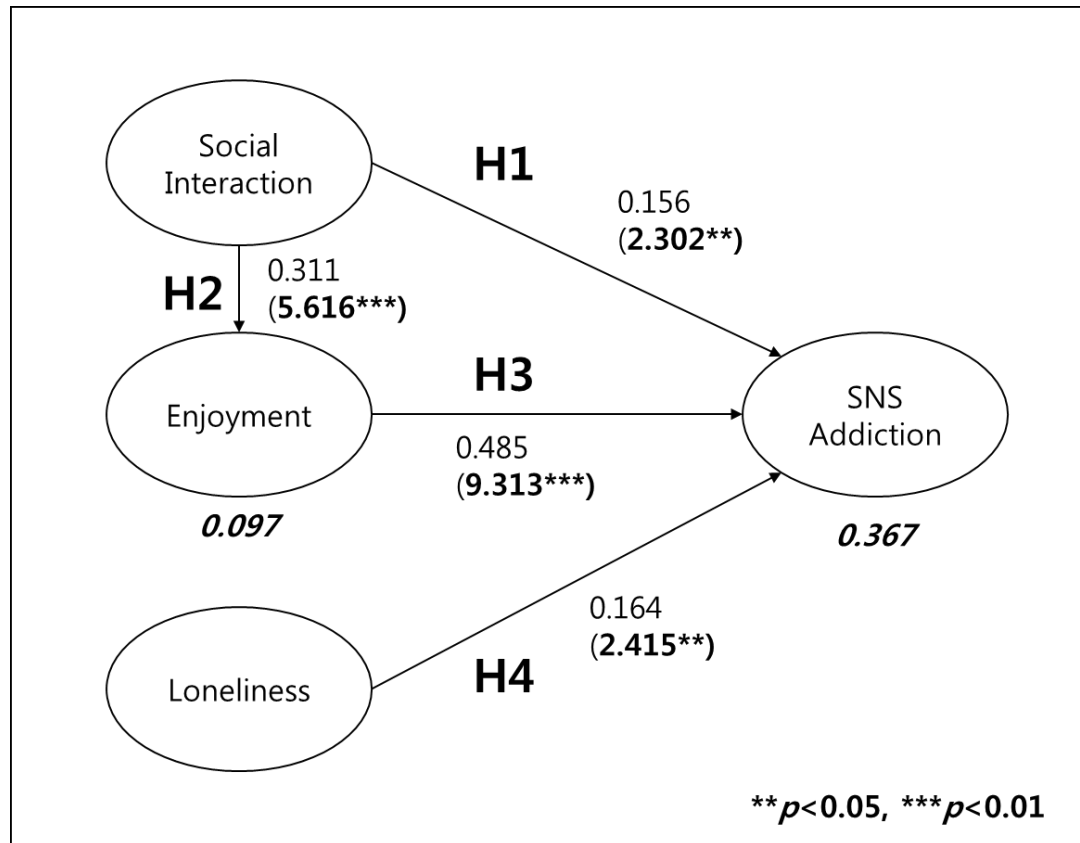 Social
Interaction
H1
0.156
(2.302**)
H2
0.311
(5.616***)
Enjoyment
0.097
H3
0.485
(9.313***)
SNS
Addiction
0.367
Loneliness
0.164
(2.415**)
H4
**p<0.05, ***p<0.01